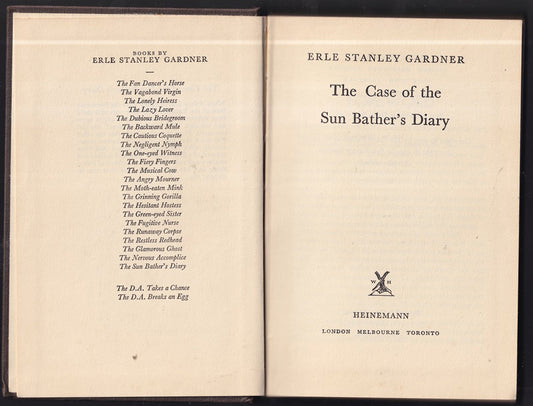 BOOKS BY
ERLE STANLEY GARDNER
The Fan Dancer's Horse
The Vagabond Virgin
The Lonely Heiress
The Lazy Lover
The Dubious Bridegroom
The Backward Mule
The Cautious Coquette
The Negligent Nymph
The One-eyed Witness
The Fiery Fingers
The Musical Cow
The Angry Mourner
The Moth-eaten Mink
The Grinning Gorilla
The Hesitant Hostess
The Green-eyed Sister
The Fugitive Nurse
The Runaway Corpse
The Restless Redhead
The Glamorous Ghost
The Nervous Accomplice
The Sun Bather's Diary
The D.A. Takes a Chance
The D.A. Breaks an Egg
ERLE STANLEY GARDNER
The Case of the
Sun Bather's Diary
W H
HEINEMANN
LONDON MELBOURNE TORONTO